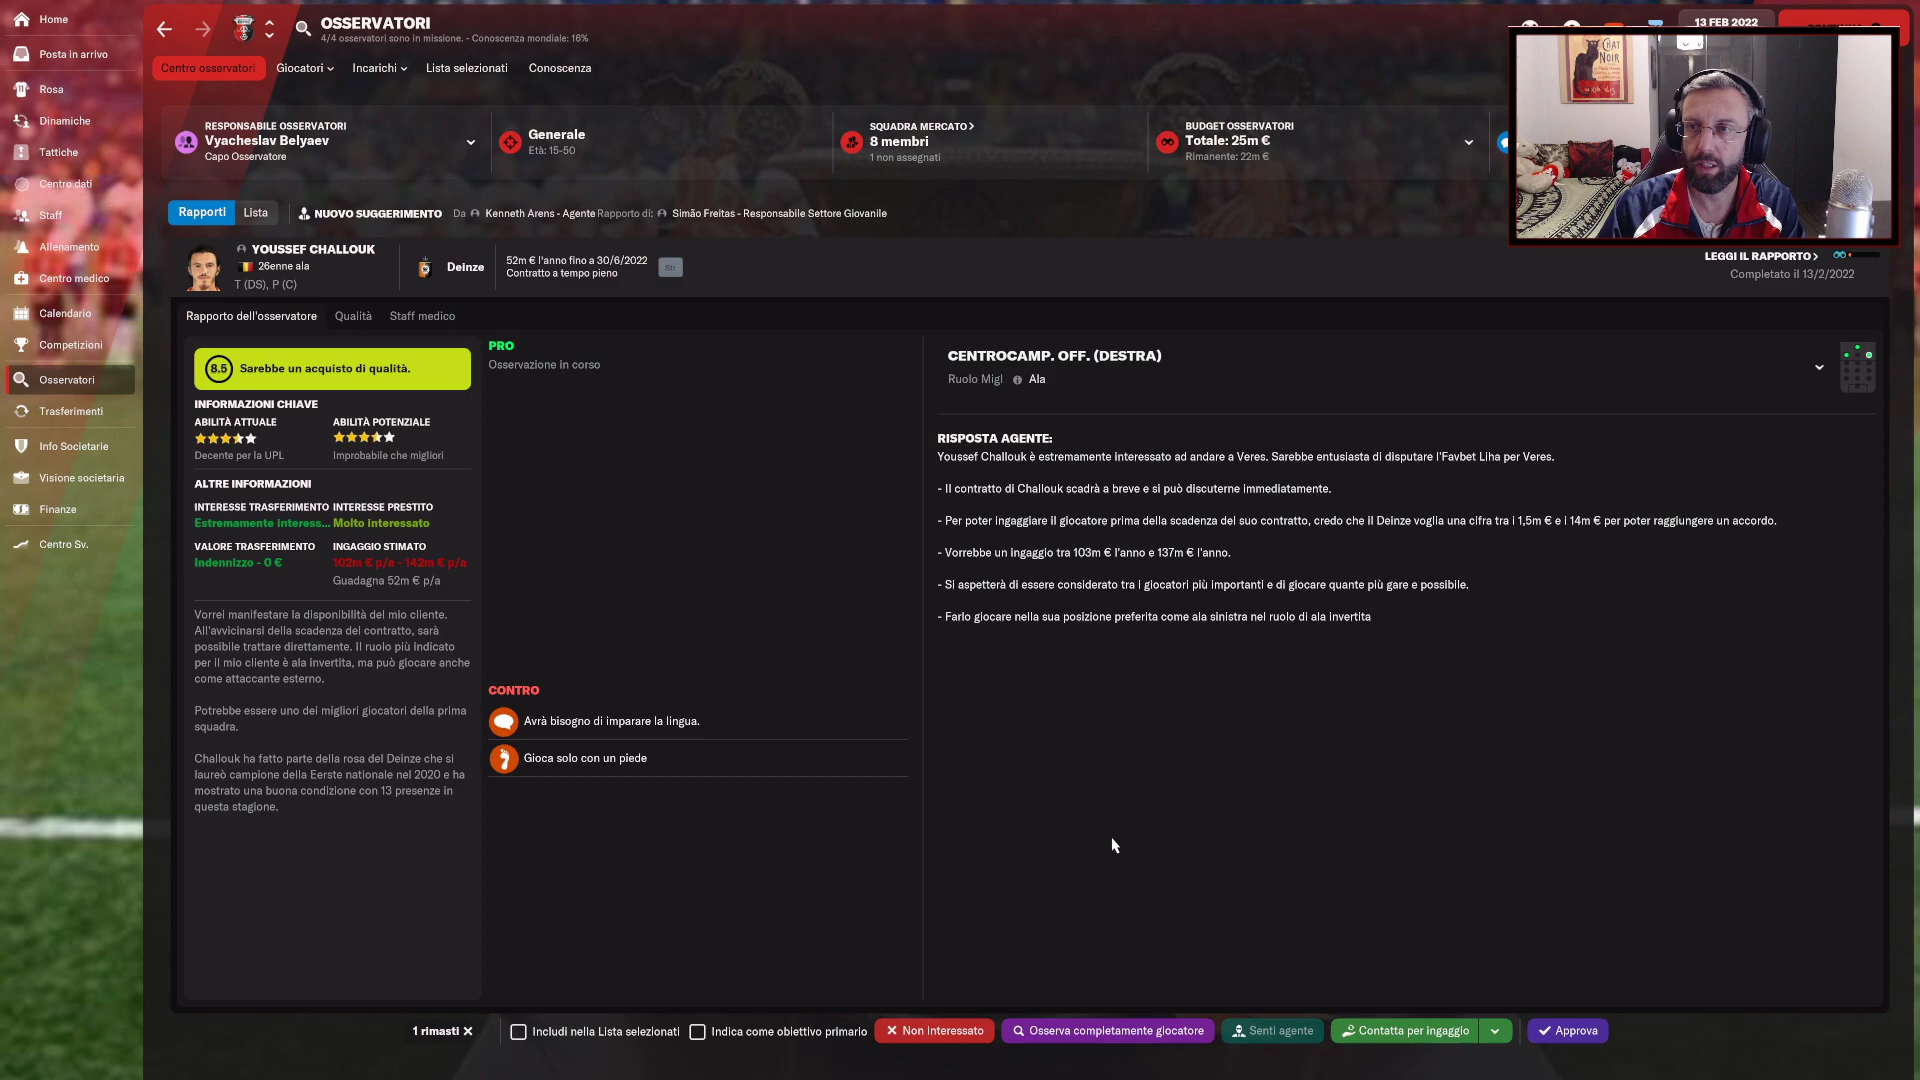 Home
Posta in arrivo
Rosa
Dinamiche
Tattiche
Centro dati
Staff
Allenamento
Centro medico
Calendario
Competizioni
Osservatori
Trasferimenti
Info Societarie
Visione societaria
Finanze
Centro Sv.
OSSERVATORI
4/4 osservatori sono in missione. - Conoscenza mondiale: 16%
13 FEB 2022
Centro osservatori
Giocatori
Incarichi
Lista selezionati
Conoscenza
CHAT
NOIR
RESPONSABILE OSSERVATORI
Vyacheslav Belyaev
Capo Osservatore
Generale
Età: 15-50
SQUADRA MERCATO
8 membri
1 non assegnati
BUDGET OSSERVATORI
Totale: 25m €
Rimanente: 22m €
Rapporti
Lista
NUOVO SUGGERIMENTO
Da Kenneth Arens - Agente Rapporto di: Simão Freitas - Responsabile Settore Giovanile
YOUSSEF CHALLOUK
26enne ala
T (DS), P (C)
Deinze
52m € l'anno fino a 30/6/2022
Contratto a tempo pieno
Str
LEGGI IL RAPPORTO
Completato il 13/2/2022
Rapporto dell'osservatore
Qualità
Staff medico
8.5 Sarebbe un acquisto di qualità.
INFORMAZIONI CHIAVE
ABILITÀ ATTUALE
ABILITÀ POTENZIALE
Decente per la UPL
Improbabile che migliori
ALTRE INFORMAZIONI
INTERESSE TRASFERIMENTO
INTERESSE PRESTITO
Estremamente interess...
Molto interessato
VALORE TRASFERIMENTO
INGAGGIO STIMATO
Indennizzo - 0 €
102m € p/a - 142m € p/a
Guadagna 52m € p/a
Vorrei manifestare la disponibilità del mio cliente.
All'avvicinarsi della scadenza del contratto, sarà
possibile trattare direttamente. Il ruolo più indicato
per il mio cliente è ala invertita, ma può giocare anche
come attaccante esterno.
Potrebbe essere uno dei migliori giocatori della prima
squadra.
Challouk ha fatto parte della rosa del Deinze che si
laureò campione della Eerste nationale nel 2020 e ha
mostrato una buona condizione con 13 presenze in
questa stagione.
PRO
Osservazione in corso
CONTRO
Avrà bisogno di imparare la lingua.
Gioca solo con un piede
CENTROCAMP. OFF. (DESTRA)
Ruolo Migl Ala
RISPOSTA AGENTE:
Youssef Challouk è estremamente interessato ad andare a Veres. Sarebbe entusiasta di disputare l'Favbet Liha per Veres.
- Il contratto di Challouk scadrà a breve e si può discuterne immediatamente.
- Per poter ingaggiare il giocatore prima della scadenza del suo contratto, credo che il Deinze voglia una cifra tra i 1,5m € e i 14m € per poter raggiungere un accordo.
- Vorrebbe un ingaggio tra 103m € l'anno e 137m € l'anno.
- Si aspetterà di essere considerato tra i giocatori più importanti e di giocare quante più gare e possibile.
- Farlo giocare nella sua posizione preferita come ala sinistra nel ruolo di ala invertita
1 rimasti
Includi nella Lista selezionati
Indica come obiettivo primario
Non interessato
Osserva completamente giocatore
Senti agente
Contatta per ingaggio
Approva